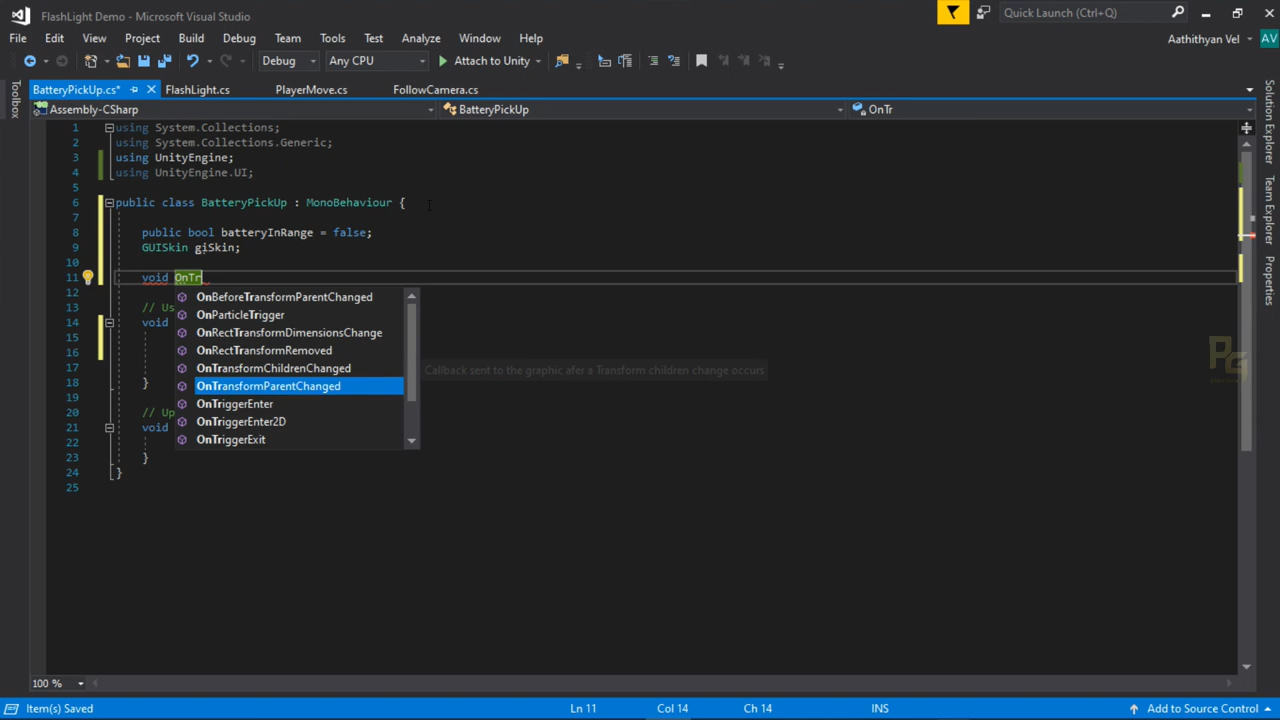 FlashLight Demo - Microsoft Visual Studio
Quick Launch (Ctrl+Q)
File Edit View Project Build Debug Team Tools Test Analyze Window Help
Aathithyan Vel AV
Debug Any CPU Attach to Unity
BatteryPickUp.cs* FlashLight.cs PlayerMove.cs FollowCamera.cs
Assembly-CSharp BatteryPickUp OnTr
Toolbox
Solution Explorer
Team Explorer
1 using System.Collections;
2 using System.Collections.Generic;
3 using UnityEngine;
4 using UnityEngine.UI;
5
6 public class BatteryPickUp : MonoBehaviour {
7
8 public bool batteryInRange = false;
9 GUISkin giSkin;
10
11 void OnTr
12 OnBeforeTransformParentChanged
13 // Us OnParticleTrigger
14 void OnRectTransformDimensionsChange
15 OnRectTransformRemoved
16 OnTransformChildrenChanged
17 Callback sent to the graphic afer a Transform children change occurs
18 } OnTransformParentChanged
19 OnTriggerEnter
20 // Up OnTriggerEnter2D
21 void OnTriggerExit
22
23 }
24 }
25
PG
100 %
Item(s) Saved Ln 11 Col 14 Ch 14 INS Add to Source Control